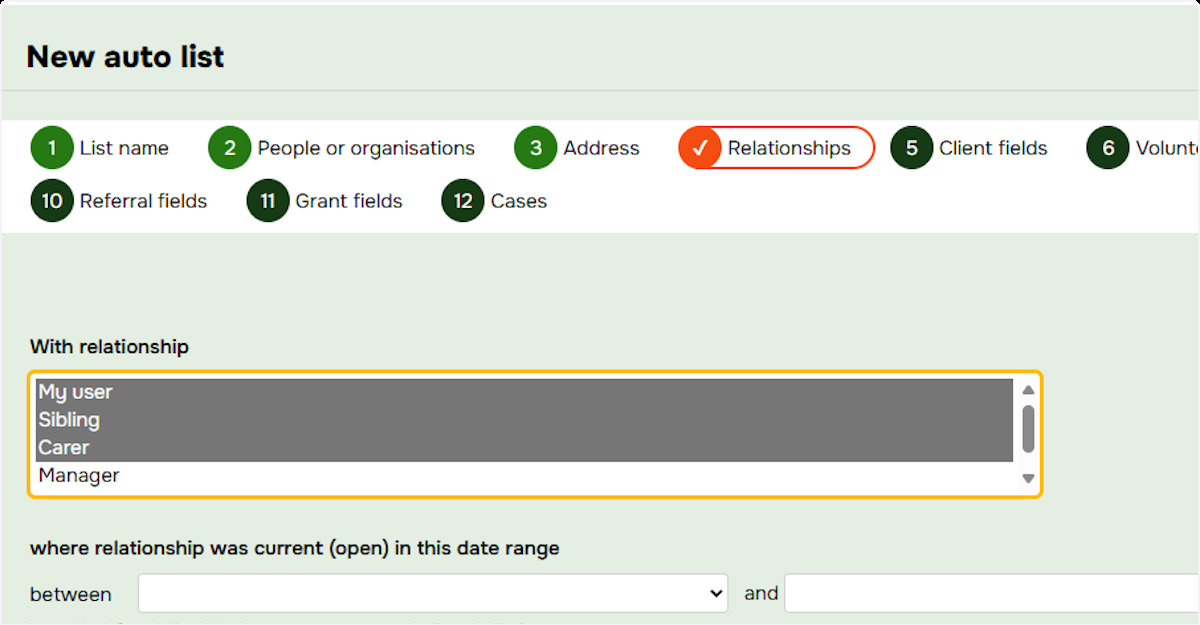 New auto list
1 List name 2 People or organisations 3 Address ✓ Relationships 5 Client fields 6 Volunt
10 Referral fields 11 Grant fields 12 Cases
With relationship
My user
Sibling
Carer
Manager
where relationship was current (open) in this date range
between and